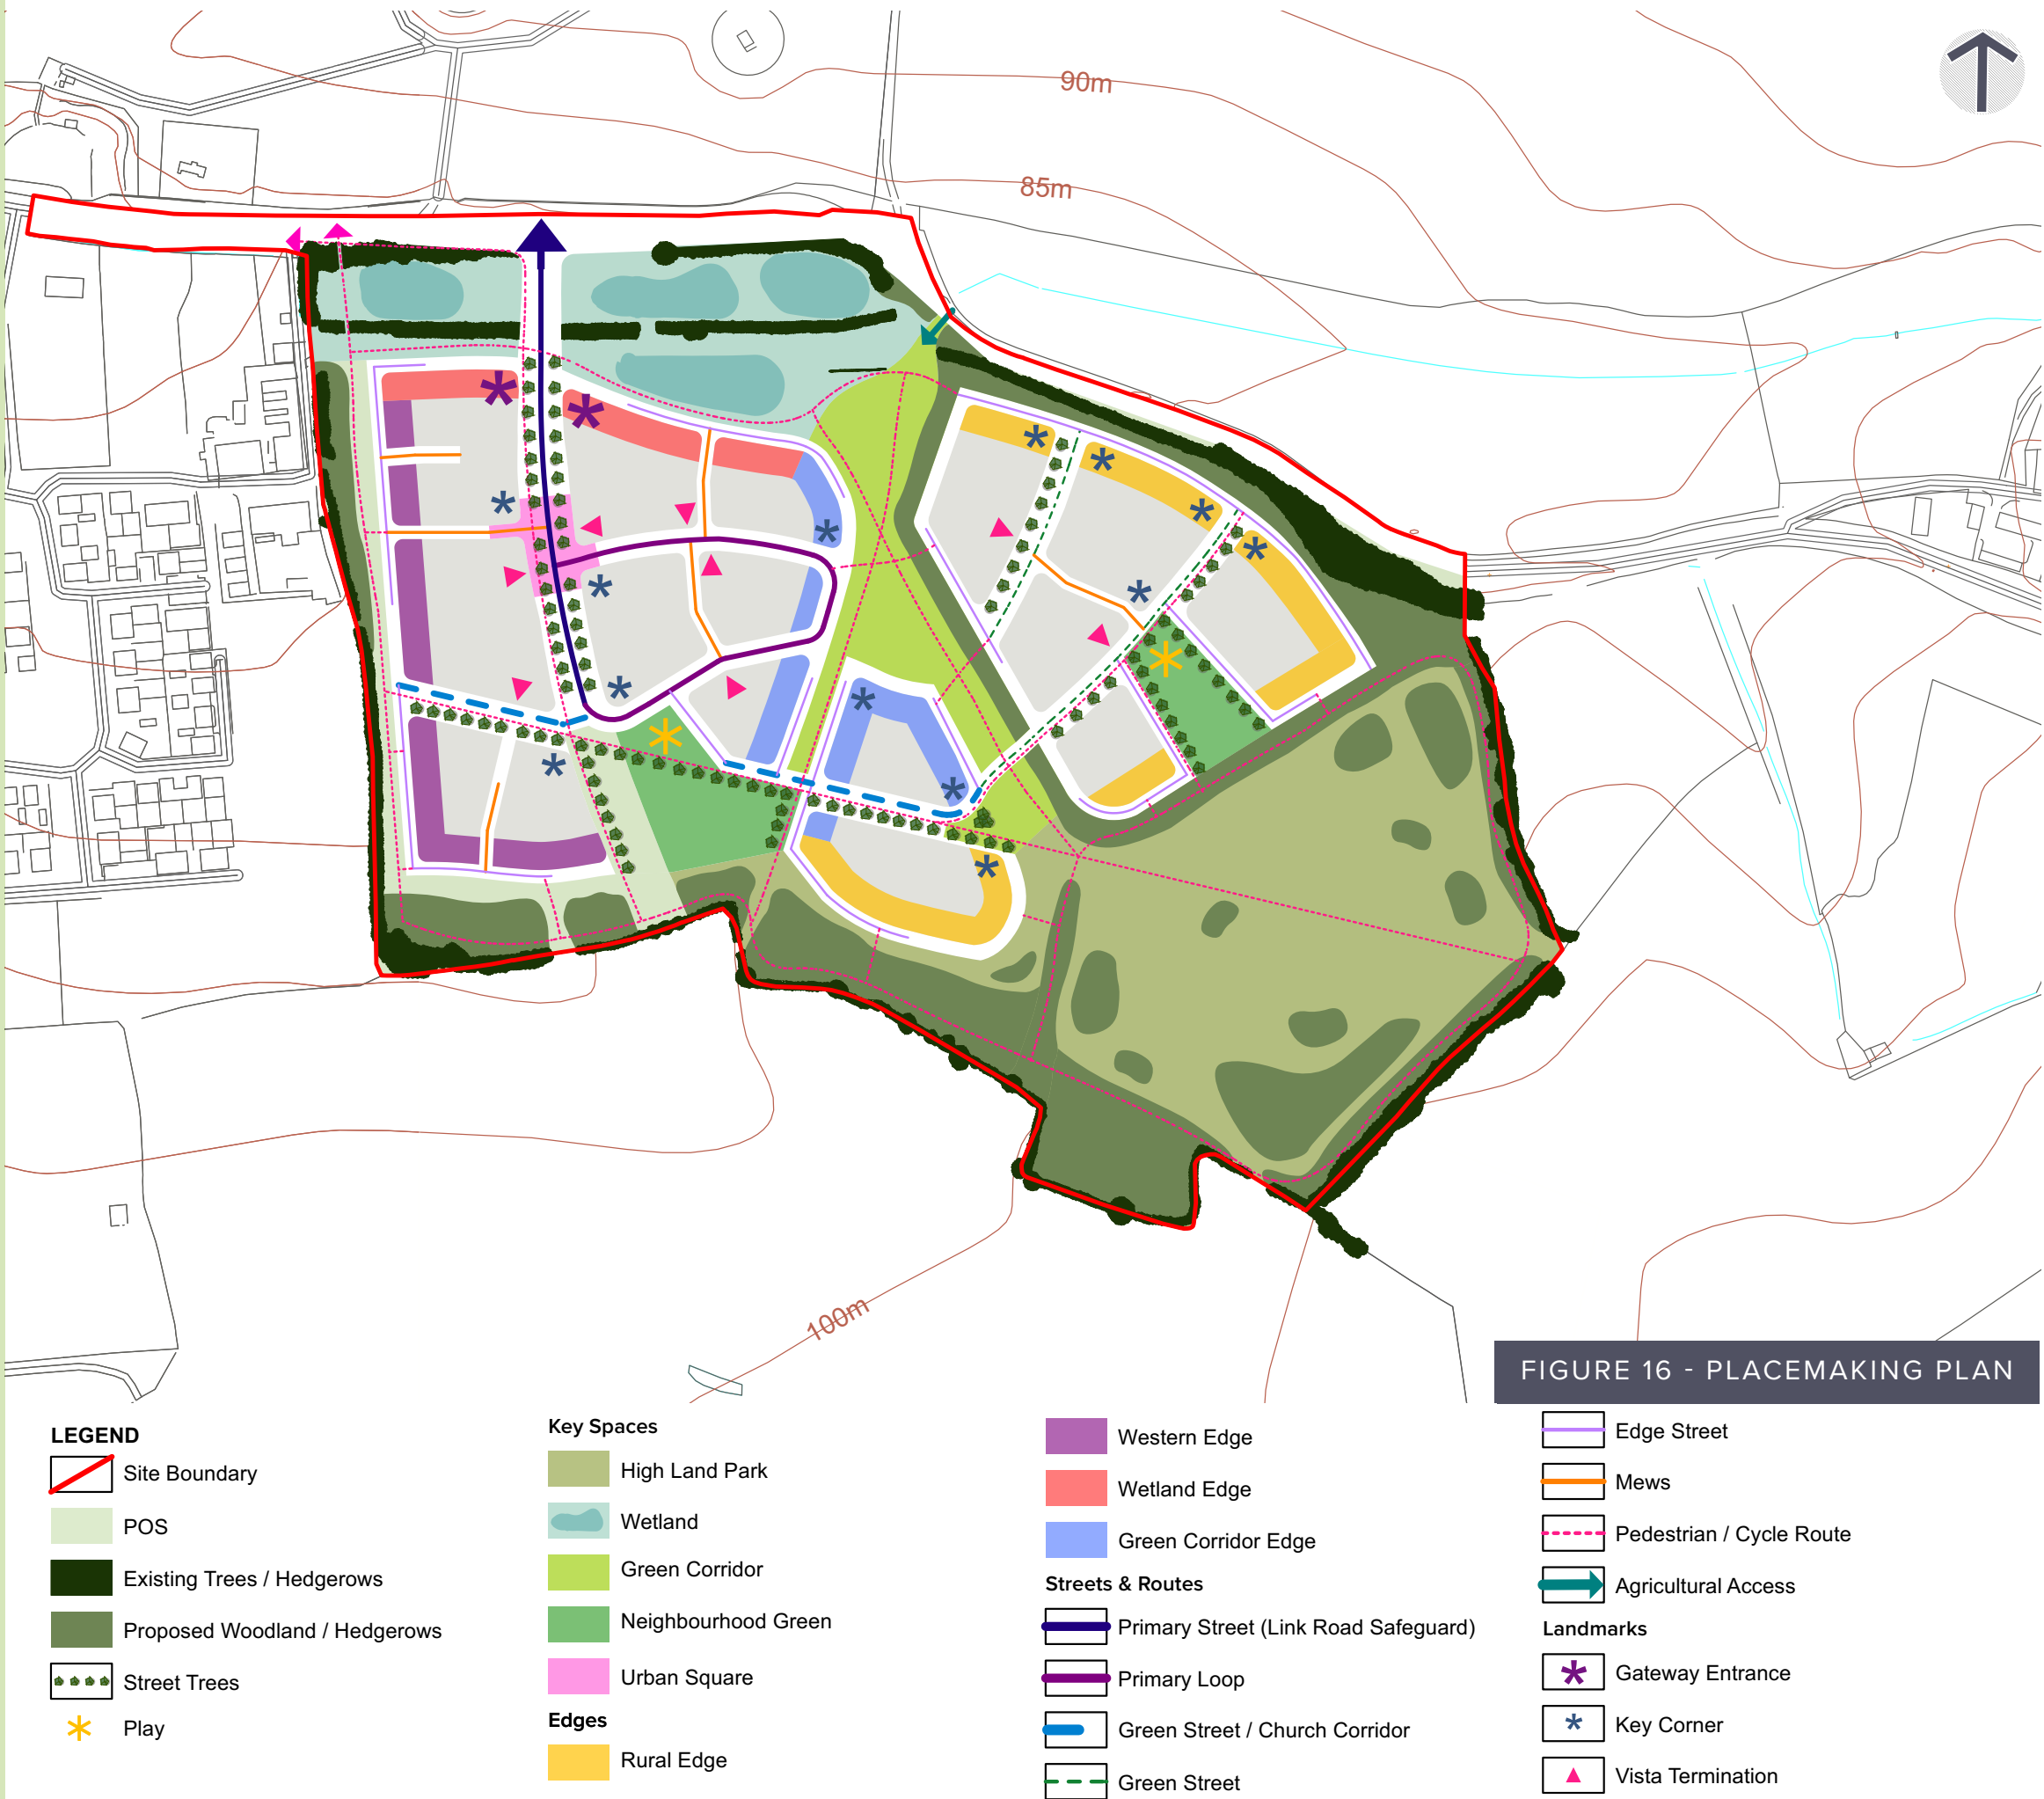 90m
85m
100m
FIGURE 16 - PLACEMAKING PLAN
LEGEND
Site Boundary
POS
Existing Trees / Hedgerows
Proposed Woodland / Hedgerows
Street Trees
Play
Key Spaces
High Land Park
Wetland
Green Corridor
Neighbourhood Green
Urban Square
Edges
Rural Edge
Western Edge
Wetland Edge
Green Corridor Edge
Streets & Routes
Primary Street (Link Road Safeguard)
Primary Loop
Green Street / Church Corridor
Green Street
Edge Street
Mews
Pedestrian / Cycle Route
Agricultural Access
Landmarks
Gateway Entrance
Key Corner
Vista Termination